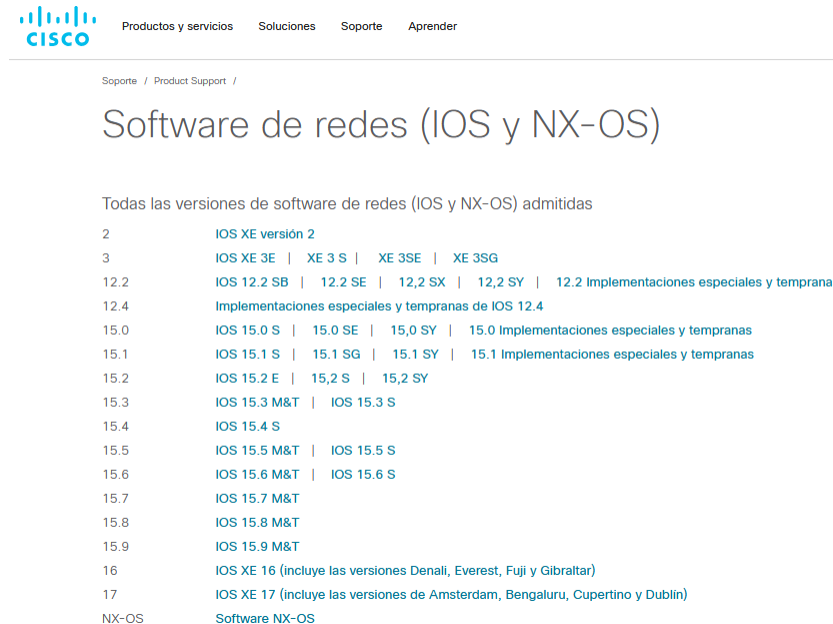 CISCO
Productos y servicios Soluciones Soporte Aprender
Soporte / Product Support /
Software de redes (IOS y NX-OS)
Todas las versiones de software de redes (IOS y NX-OS) admitidas
2 IOS XE versión 2
3 IOS XE 3E | XE 3 S | XE 3SE | XE 3SG
12.2 IOS 12.2 SB | 12.2 SE | 12,2 SX | 12,2 SY | 12.2 Implementaciones especiales y temprana
12.4 Implementaciones especiales y tempranas de IOS 12.4
15.0 IOS 15.0 S | 15.0 SE | 15,0 SY | 15.0 Implementaciones especiales y tempranas
15.1 IOS 15.1 S | 15.1 SG | 15.1 SY | 15.1 Implementaciones especiales y tempranas
15.2 IOS 15.2 E | 15,2 S | 15,2 SY
15.3 IOS 15.3 M&T | IOS 15.3 S
15.4 IOS 15.4 S
15.5 IOS 15.5 M&T | IOS 15.5 S
15.6 IOS 15.6 M&T | IOS 15.6 S
15.7 IOS 15.7 M&T
15.8 IOS 15.8 M&T
15.9 IOS 15.9 M&T
16 IOS XE 16 (incluye las versiones Denali, Everest, Fuji y Gibraltar)
17 IOS XE 17 (incluye las versiones de Amsterdam, Bengaluru, Cupertino y Dublín)
NX-OS Software NX-OS